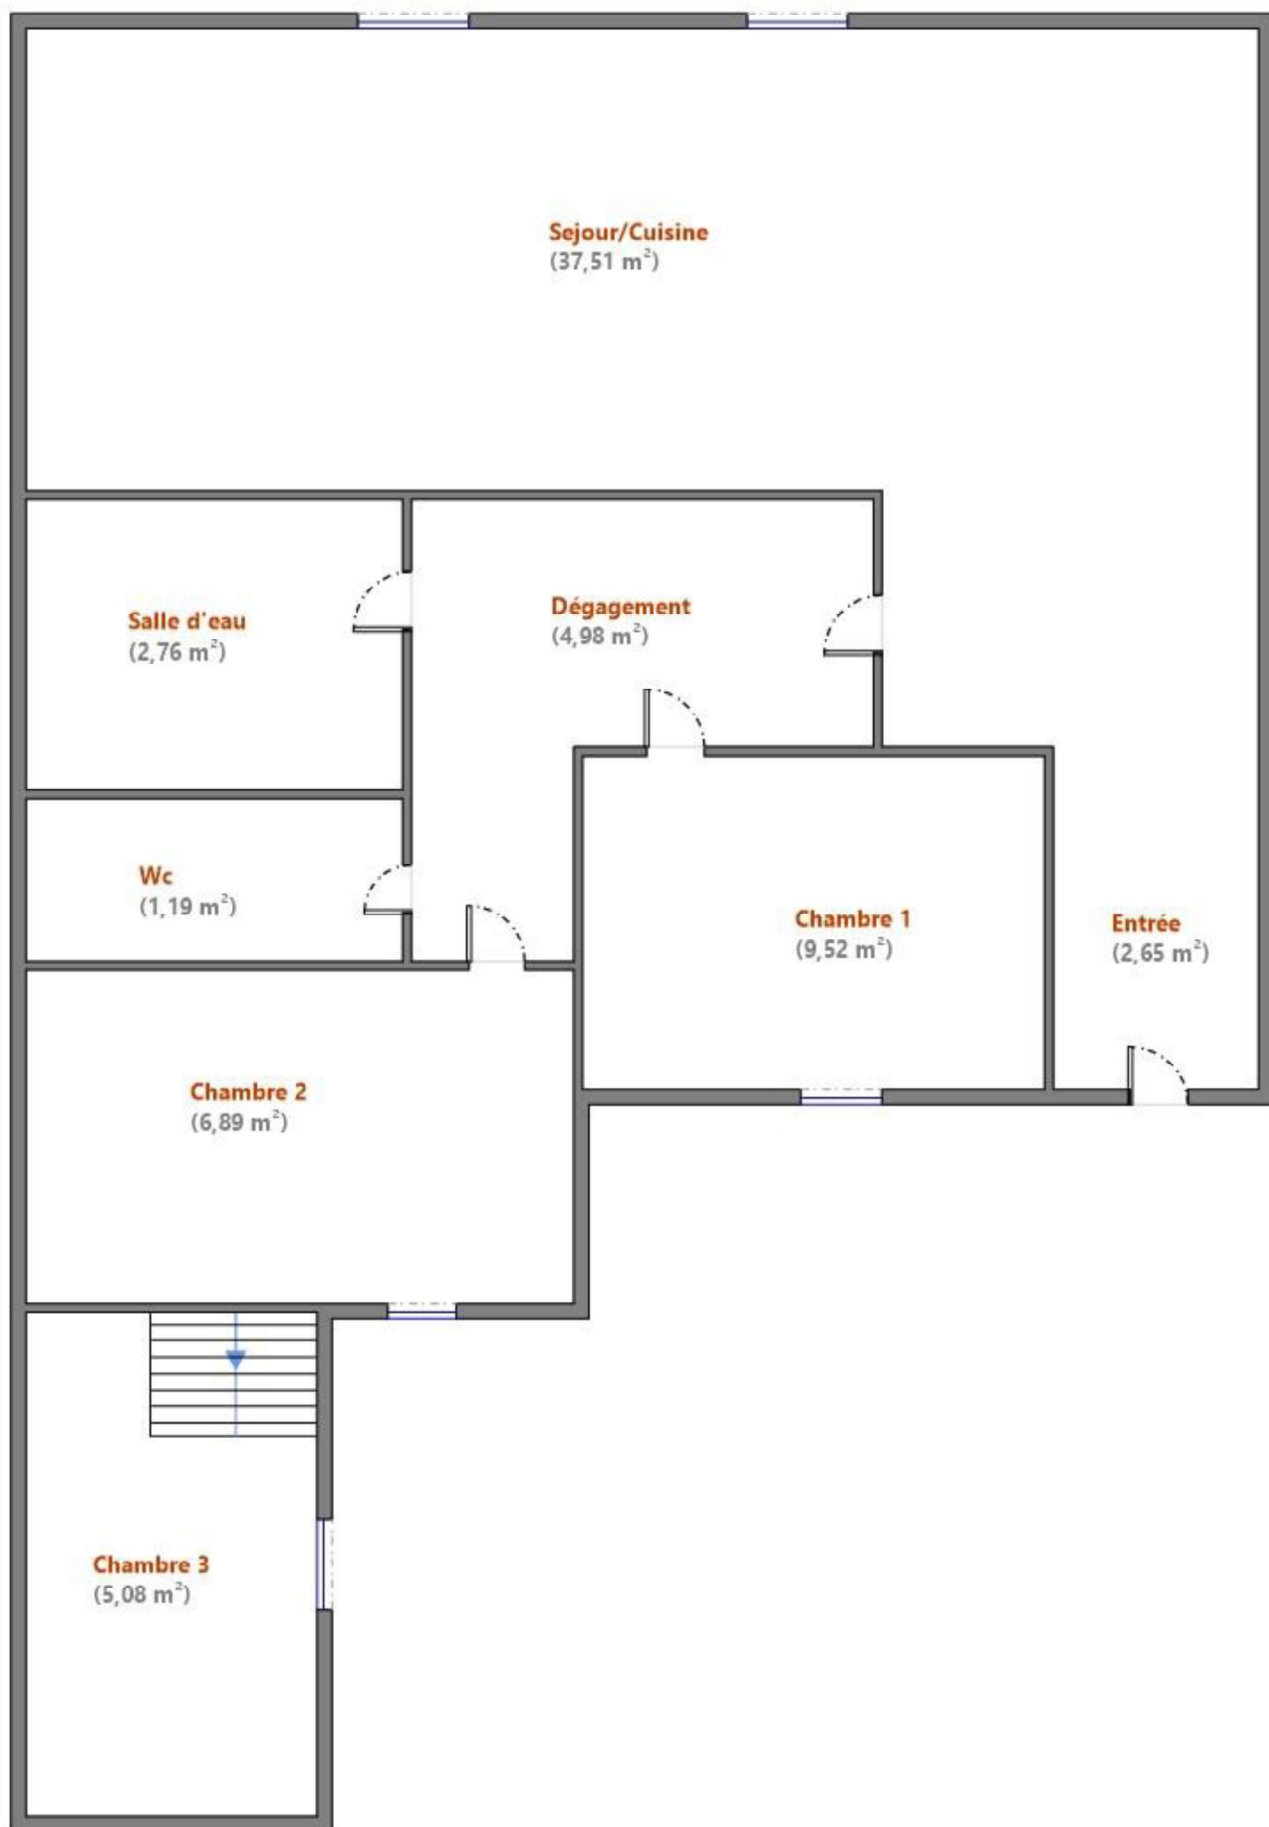 Sejour/Cuisine
(37,51 m²)
Salle d'eau
(2,76 m²)
Dégagement
(4,98 m²)
Wc
(1,19 m²)
Chambre 1
(9,52 m²)
Entrée
(2,65 m²)
Chambre 2
(6,89 m²)
Chambre 3
(5,08 m²)